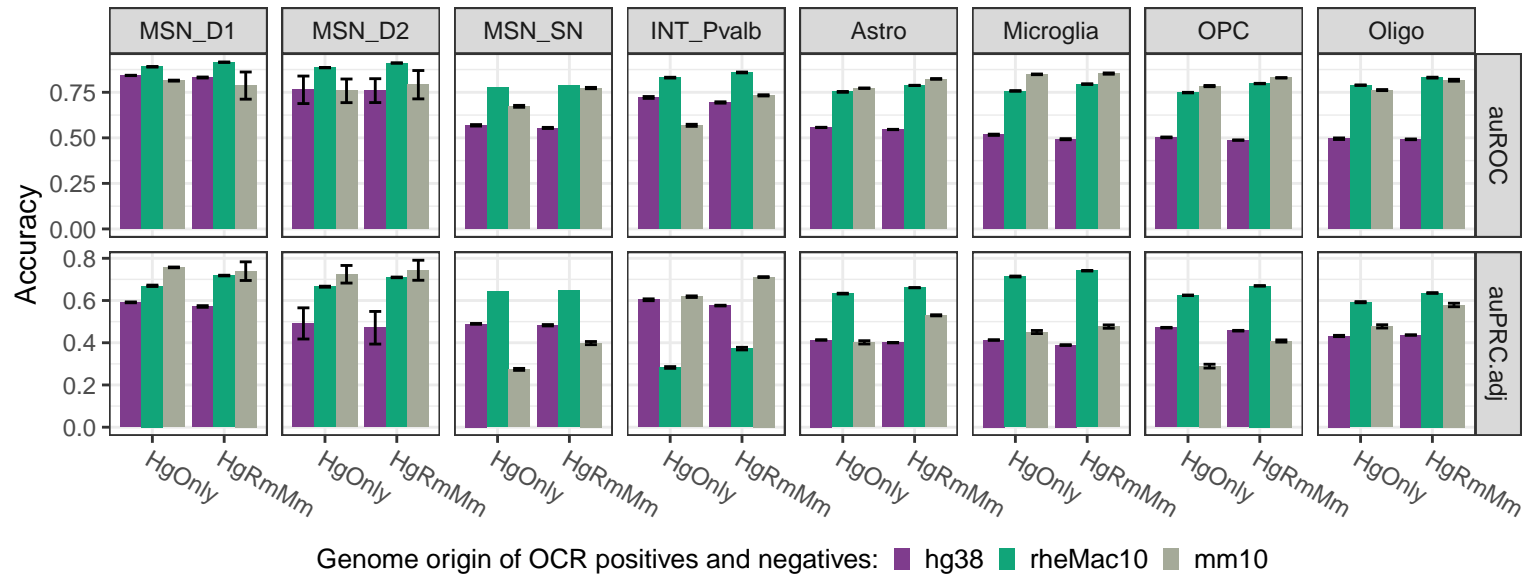 MSN_D1 MSN_D2 MSN_SN INT_Pvalb Astro Microglia OPC Oligo
Accuracy
0.75
0.50
0.25
0.00
auROC
0.8
0.6
0.4
0.2
0.0
auPRC.adj
HgOnly HgRmMm HgOnly HgRmMm HgOnly HgRmMm HgOnly HgRmMm HgOnly HgRmMm HgOnly HgRmMm HgOnly HgRmMm HgOnly HgRmMm
Genome origin of OCR positives and negatives: hg38 rheMac10 mm10